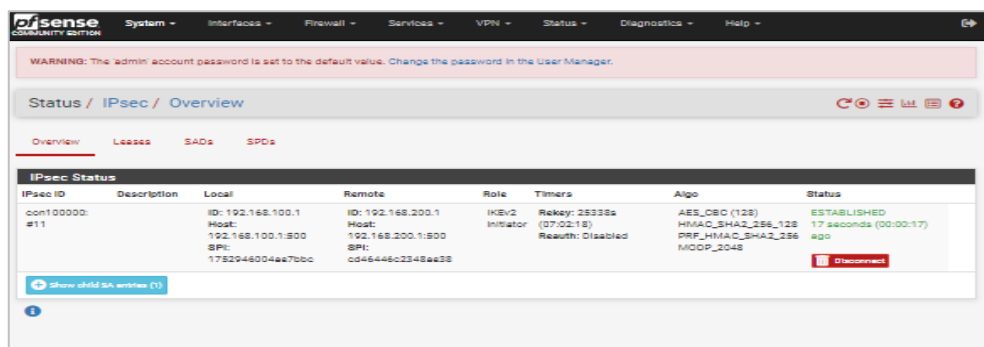 pfsense
COMMUNITY EDITION
System Interfaces Firewall Services VPN Status Diagnostics Help
WARNING: The 'admin' account password is set to the default value. Change the password in the User Manager.
Status / IPsec / Overview
Overview Leases SADs SPDs
IPsec Status
IPsec ID Description Local Remote Role Timers Algo Status
con100000: ID: 192.168.100.1 ID: 192.168.200.1 IKEv2 Rekey: 25338s AES_CBC (128) ESTABLISHED
#11 Host: Host: Initiator (07:02:18) HMAC_SHA2_256_128 17 seconds (00:00:17)
192.168.100.1:500 192.168.200.1:500 Reauth: Disabled PRF_HMAC_SHA2_256 ago
SPI: SPI: MODP_2048
1752946004aa7bbc cd46446c2348ae38 Disconnect
Show child SA entries (1)